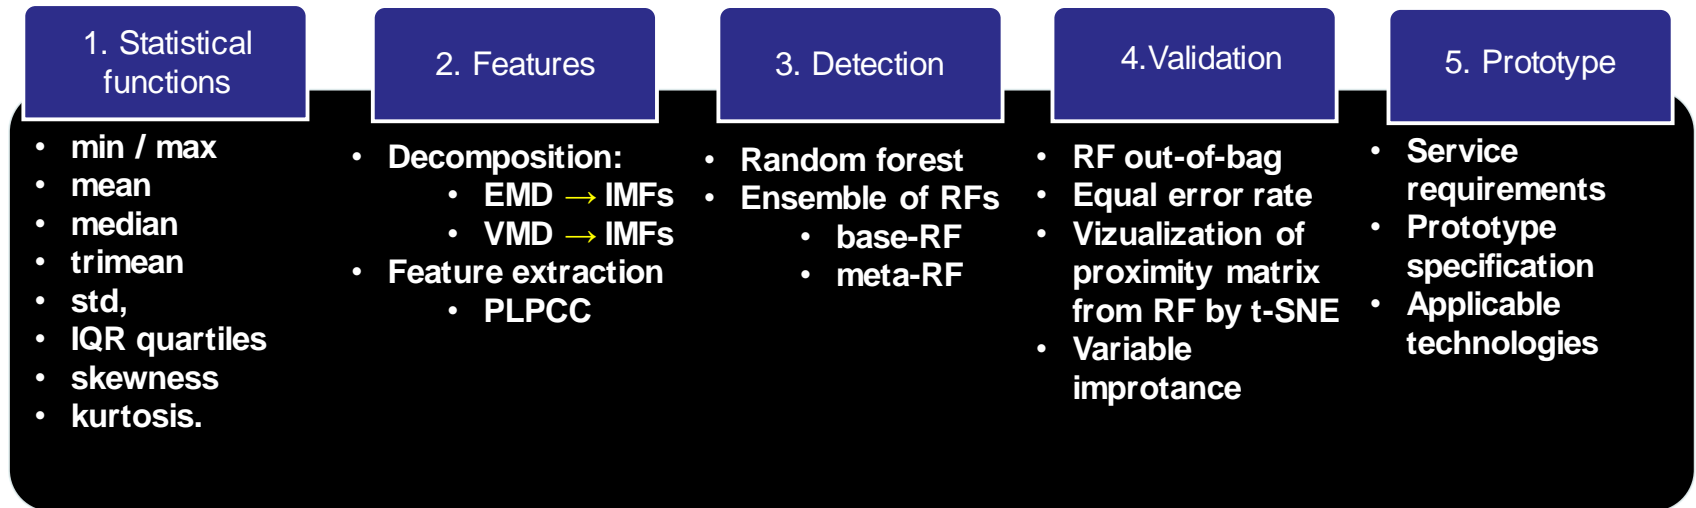 1. Statistical
functions
• min / max
• mean
• median
• trimean
• std,
• IQR quartiles
• skewness
• kurtosis.
2. Features
• Decomposition:
• EMD → IMFs
• VMD → IMFs
• Feature extraction
• PLPCC
3. Detection
• Random forest
• Ensemble of RFs
• base-RF
• meta-RF
4.Validation
• RF out-of-bag
• Equal error rate
• Vizualization of
proximity matrix
from RF by t-SNE
• Variable
improtance
5. Prototype
• Service
requirements
• Prototype
specification
• Applicable
technologies